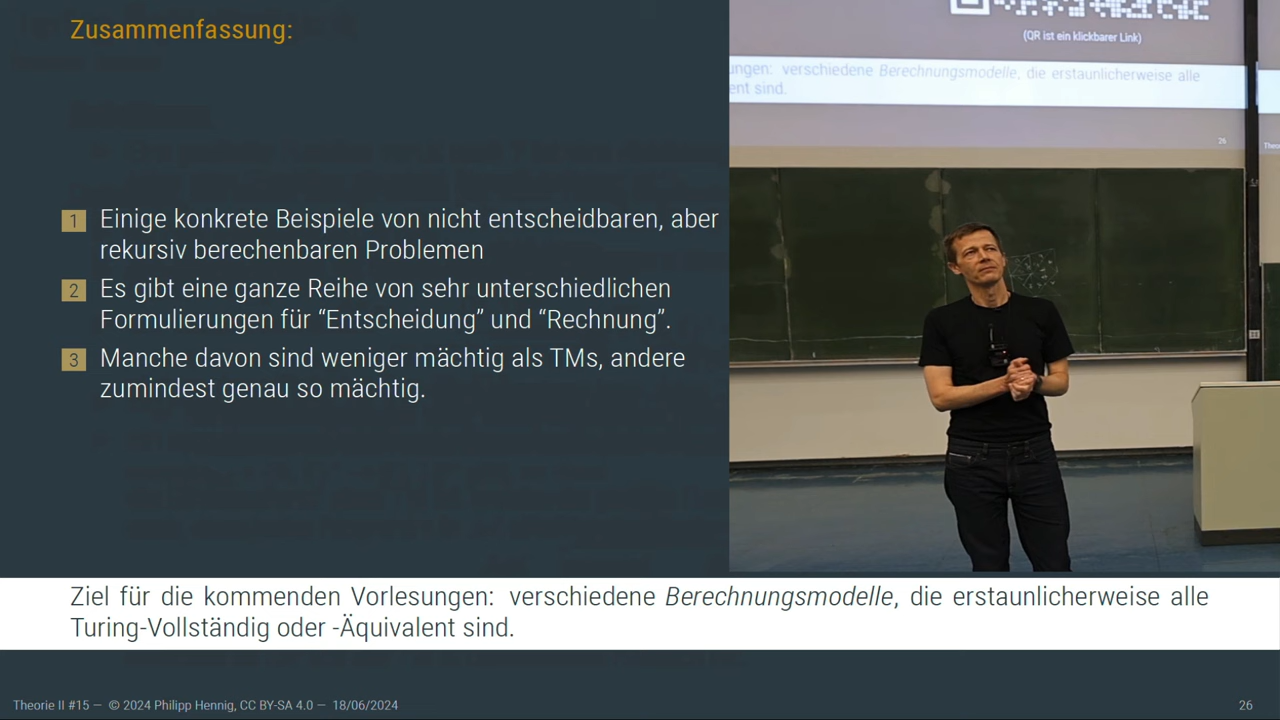 Zusammenfassung:
1 Einige konkrete Beispiele von nicht entscheidbaren, aber
rekursiv berechenbaren Problemen
2 Es gibt eine ganze Reihe von sehr unterschiedlichen
Formulierungen für “Entscheidung” und “Rechnung”.
3 Manche davon sind weniger mächtig als TMs, andere
zumindest genau so mächtig.
(QR ist ein klickbarer Link)
ungen: verschiedene Berechnungsmodelle, die erstaunlicherweise alle
ent sind.
26
Theo
Ziel für die kommenden Vorlesungen: verschiedene Berechnungsmodelle, die erstaunlicherweise alle
Turing-Vollständig oder -Äquivalent sind.
Theorie II #15 — © 2024 Philipp Hennig, CC BY-SA 4.0 — 18/06/2024
26